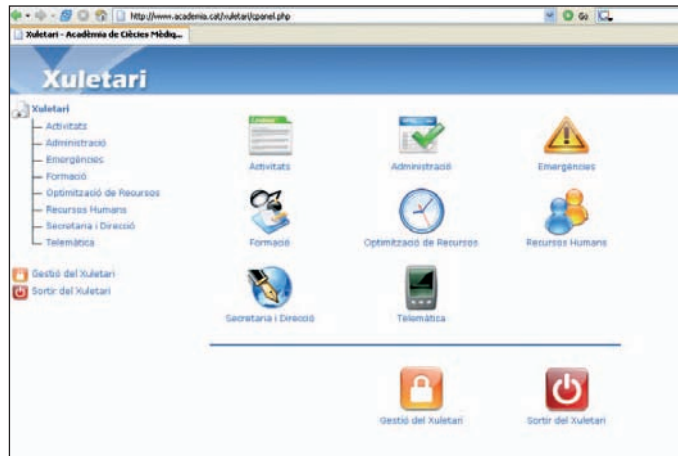 http://www.academia.cat/xuletari/cpanel.php
Go
Xuletari - Acadèmia de Ciècies Mèdiq...
Xuletari
Xuletari
Activitats
Administració
Emergències
Formació
Optimització de Recursos
Recursos Humans
Secretaria i Direcció
Telemàtica
Gestió del Xuletari
Sortir del Xuletari
Activitats
Administració
Emergències
Formació
Optimització de Recursos
Recursos Humans
Secretaria i Direcció
Telemàtica
Gestió del Xuletari
Sortir del Xuletari